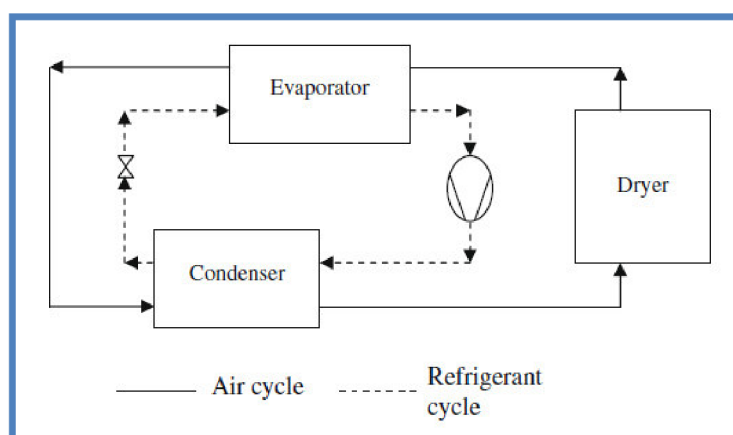 Evaporator
Dryer
Condenser
Air cycle
Refrigerant
cycle